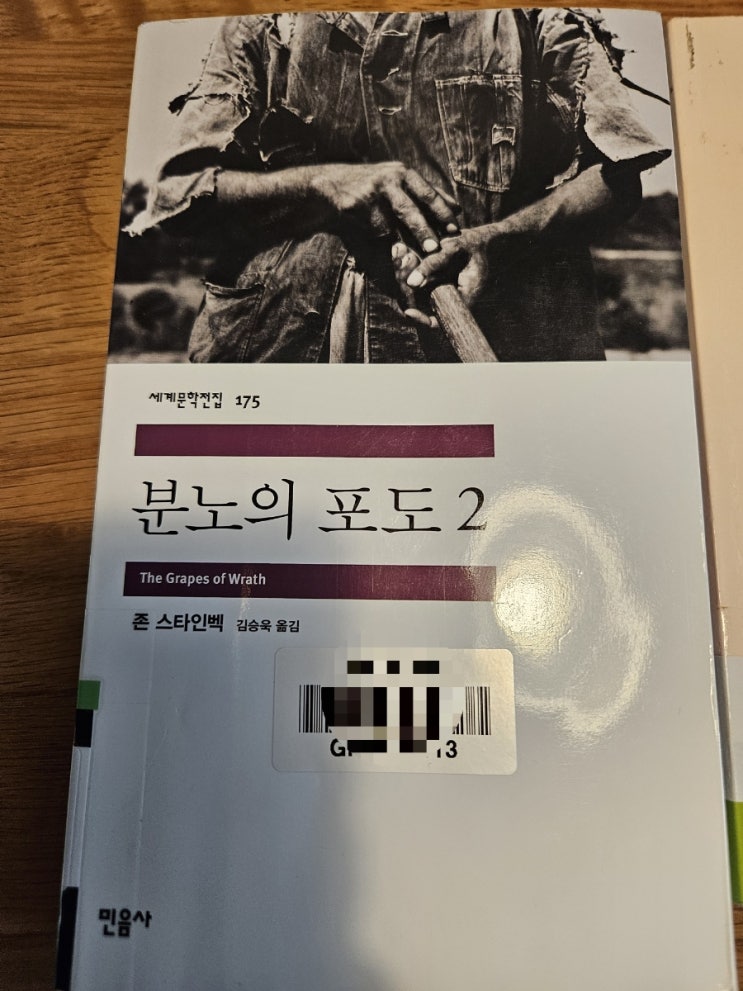 세계문학전집 175
분노의 포도 2
The Grapes of Wrath
존 스타인벡 김승욱 옮김
13
민음사